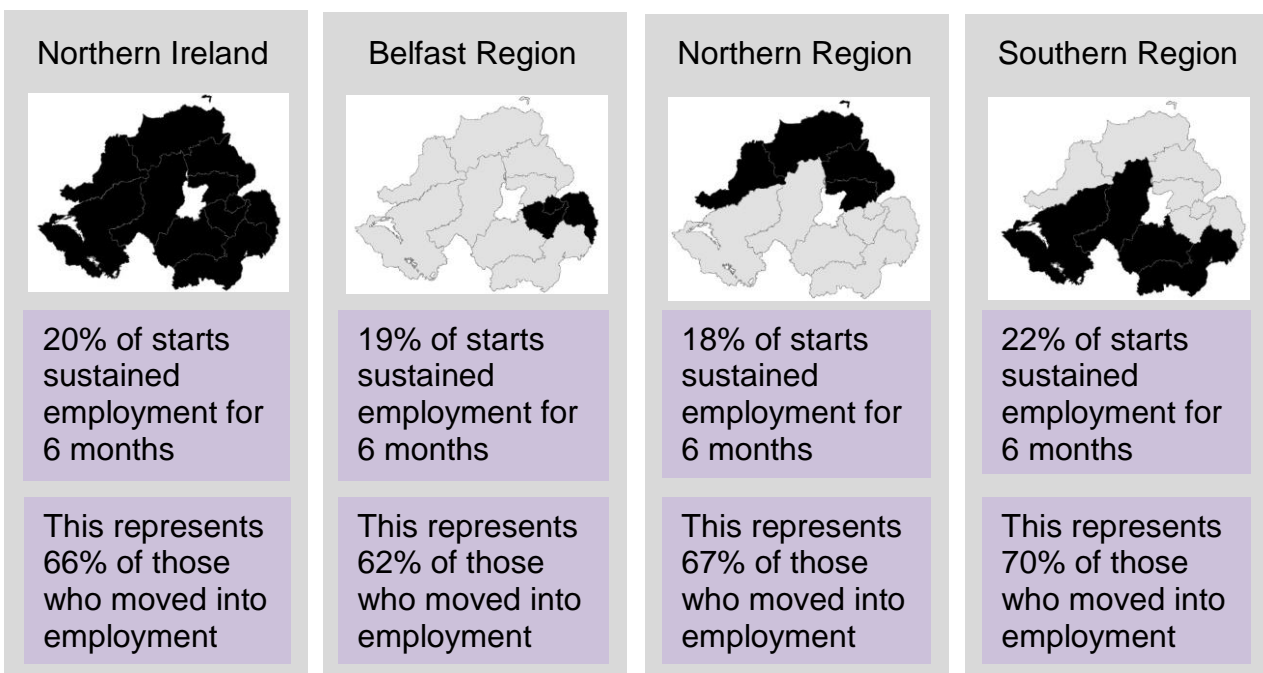 Northern Ireland
20% of starts
sustained
employment for
6 months
This represents
66% of those
who moved into
employment
Belfast Region
19% of starts
sustained
employment for
6 months
This represents
62% of those
who moved into
employment
Northern Region
18% of starts
sustained
employment for
6 months
This represents
67% of those
who moved into
employment
Southern Region
22% of starts
sustained
employment for
6 months
This represents
70% of those
who moved into
employment